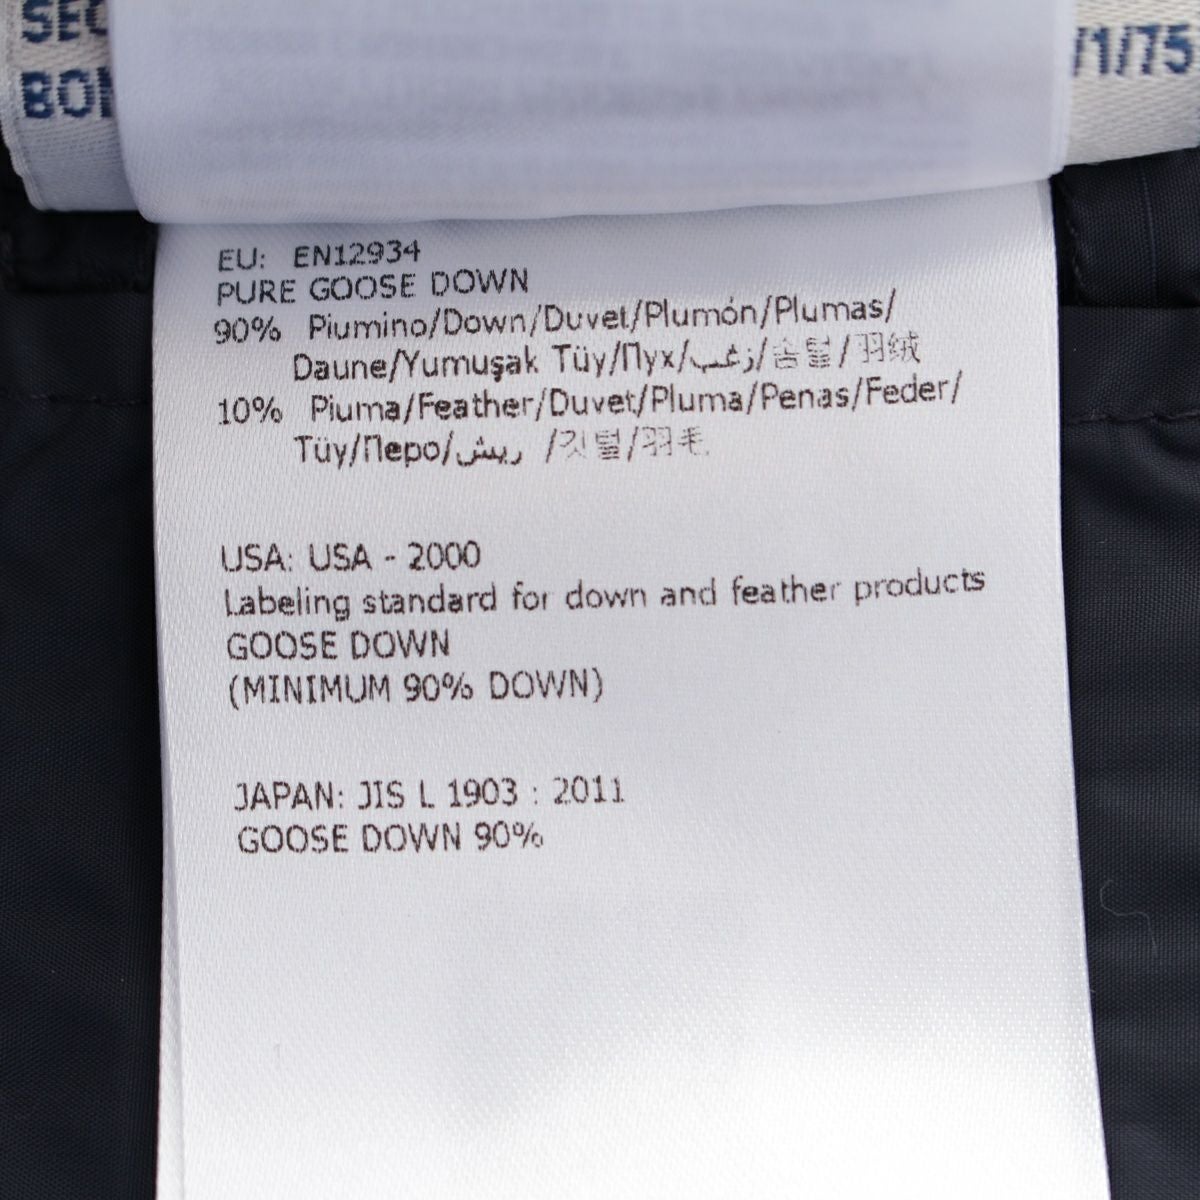 /1/75
EU: EN12934
PURE GOOSE DOWN
90% Piumino/Down/Duvet/Plumón/Plumas/
Daune/Yumuşak Tüy/Пух/زغب/솜털/羽绒
10% Piuma/Feather/Duvet/Pluma/Penas/Feder/
Tüy/Перо/ريش /깃털/羽毛
USA: USA - 2000
Labeling standard for down and feather products
GOOSE DOWN
(MINIMUM 90% DOWN)
JAPAN: JIS L 1903 : 2011
GOOSE DOWN 90%